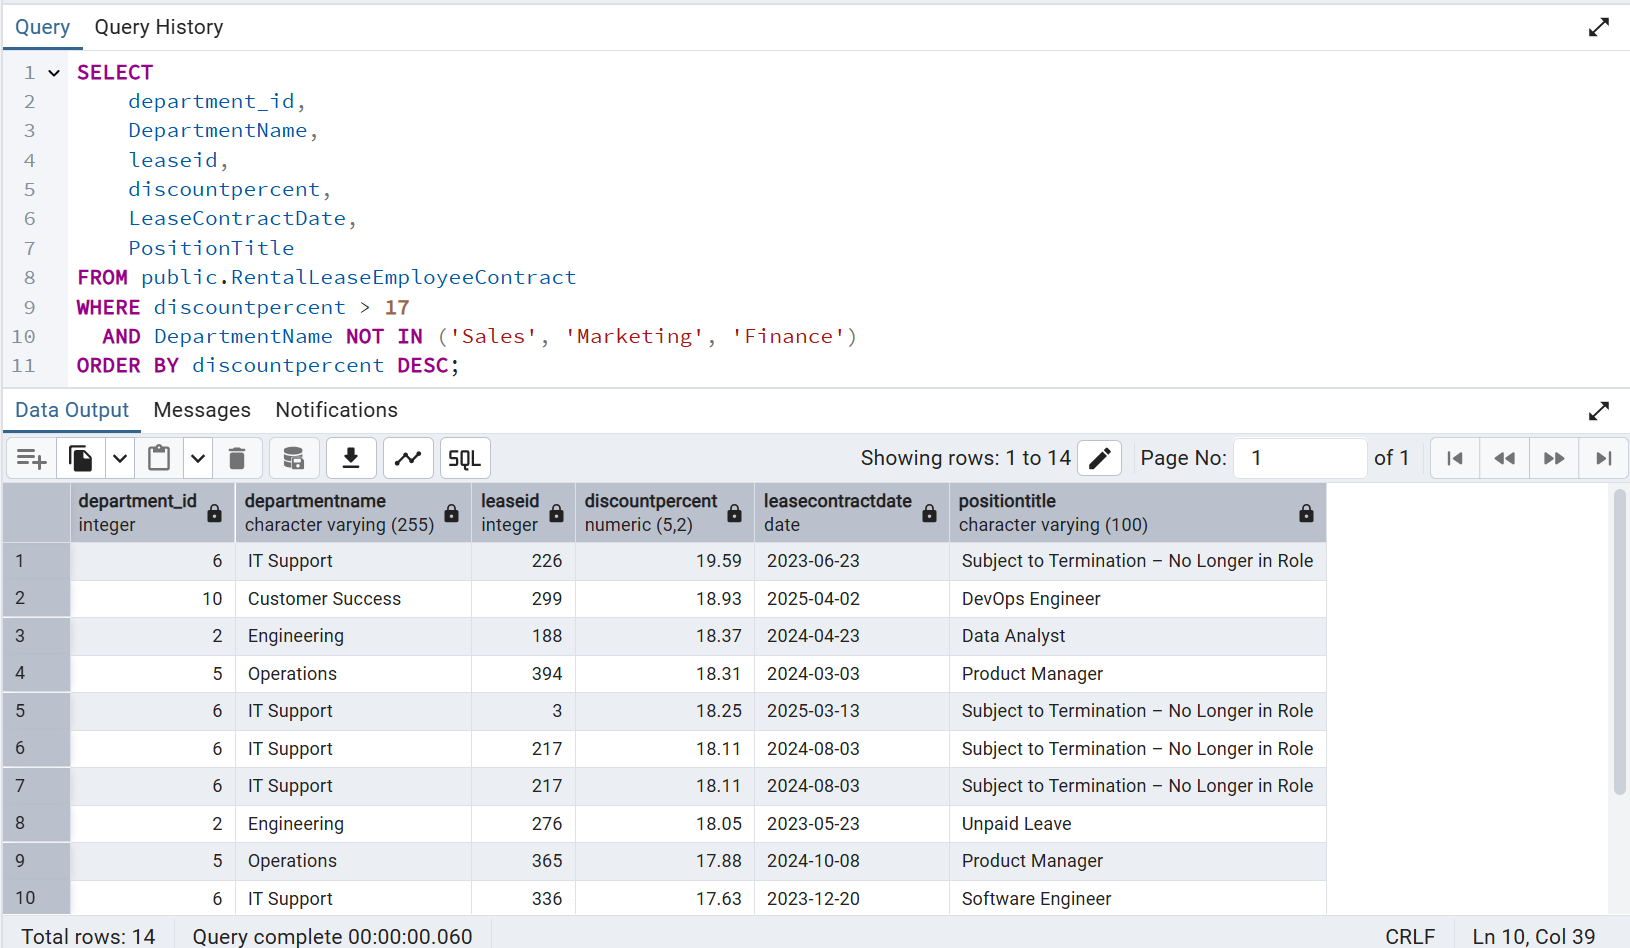 Query Query History
1 SELECT
2 department_id,
3 DepartmentName,
4 leaseid,
5 discountpercent,
6 LeaseContractDate,
7 PositionTitle
8 FROM public.RentalLeaseEmployeeContract
9 WHERE discountpercent > 17
10 AND DepartmentName NOT IN ('Sales', 'Marketing', 'Finance')
11 ORDER BY discountpercent DESC;
Data Output Messages Notifications
SQL Showing rows: 1 to 14 Page No: 1 of 1
department_id departmentname leaseid discountpercent leasecontractdate positiontitle
integer character varying (255) integer numeric (5,2) date character varying (100)
1 6 IT Support 226 19.59 2023-06-23 Subject to Termination – No Longer in Role
2 10 Customer Success 299 18.93 2025-04-02 DevOps Engineer
3 2 Engineering 188 18.37 2024-04-23 Data Analyst
4 5 Operations 394 18.31 2024-03-03 Product Manager
5 6 IT Support 3 18.25 2025-03-13 Subject to Termination – No Longer in Role
6 6 IT Support 217 18.11 2024-08-03 Subject to Termination – No Longer in Role
7 6 IT Support 217 18.11 2024-08-03 Subject to Termination – No Longer in Role
8 2 Engineering 276 18.05 2023-05-23 Unpaid Leave
9 5 Operations 365 17.88 2024-10-08 Product Manager
10 6 IT Support 336 17.63 2023-12-20 Software Engineer
Total rows: 14 Query complete 00:00:00.060 CRLF Ln 10, Col 39